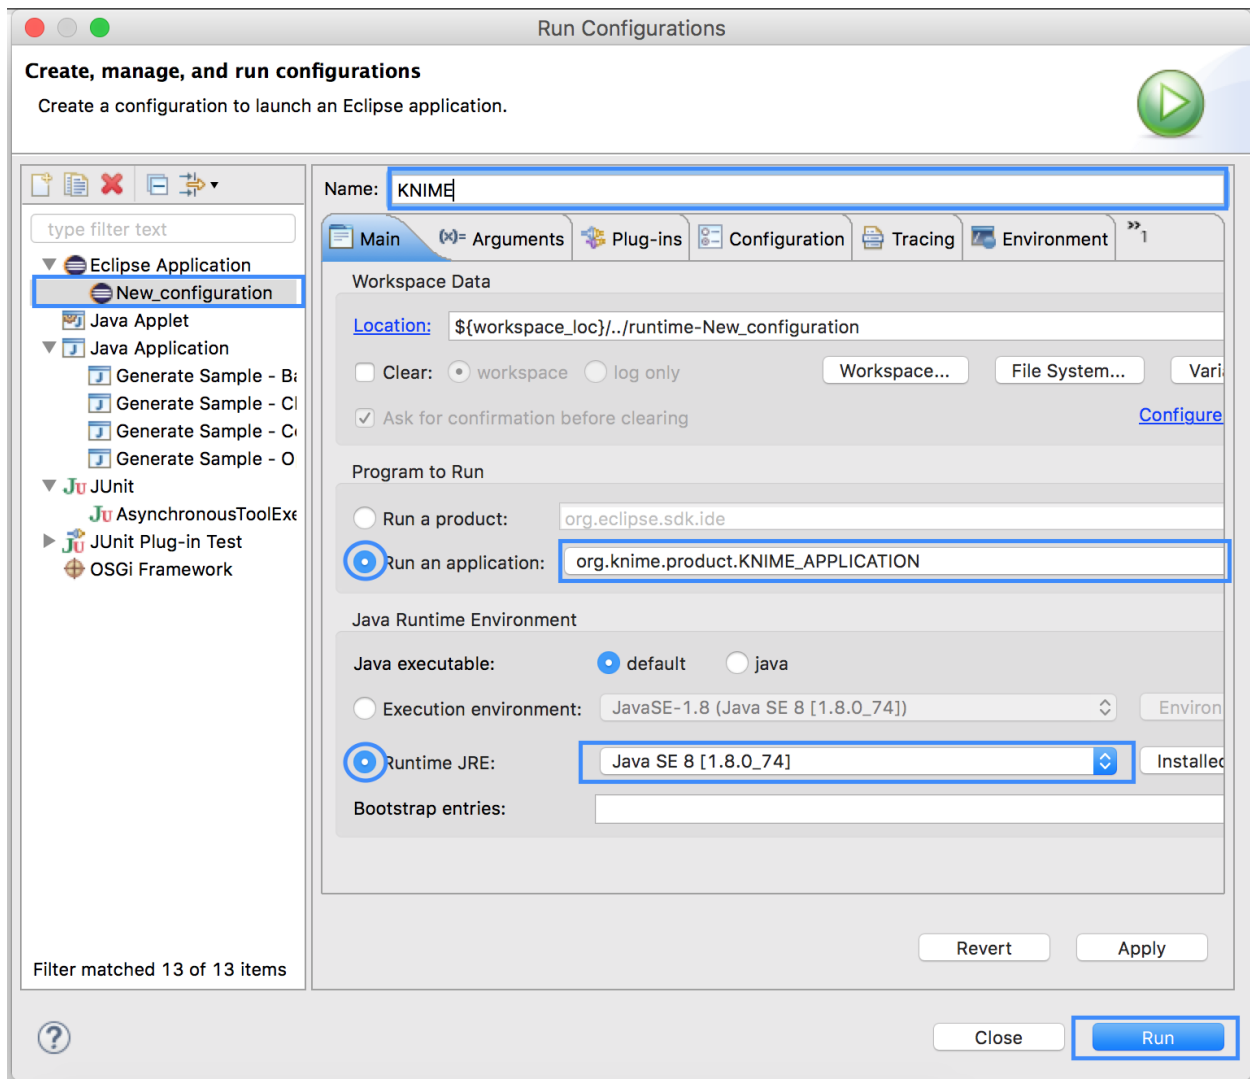 Run Configurations
Create, manage, and run configurations
Create a configuration to launch an Eclipse application.
type filter text
Eclipse Application
New_configuration
Java Applet
Java Application
Generate Sample - Ba
Generate Sample - Cl
Generate Sample - Co
Generate Sample - O
JUnit
AsynchronousToolExe
JUnit Plug-in Test
OSGi Framework
Filter matched 13 of 13 items
Name: KNIME
Main (x)= Arguments Plug-ins Configuration Tracing Environment »1
Workspace Data
Location: ${workspace_loc}/../runtime-New_configuration
Clear: workspace log only Workspace... File System... Varia
Ask for confirmation before clearing Configure
Program to Run
Run a product: org.eclipse.sdk.ide
Run an application: org.knime.product.KNIME_APPLICATION
Java Runtime Environment
Java executable: default java
Execution environment: JavaSE-1.8 (Java SE 8 [1.8.0_74]) Environ
Runtime JRE: Java SE 8 [1.8.0_74] Installed
Bootstrap entries:
Revert Apply
? Close Run